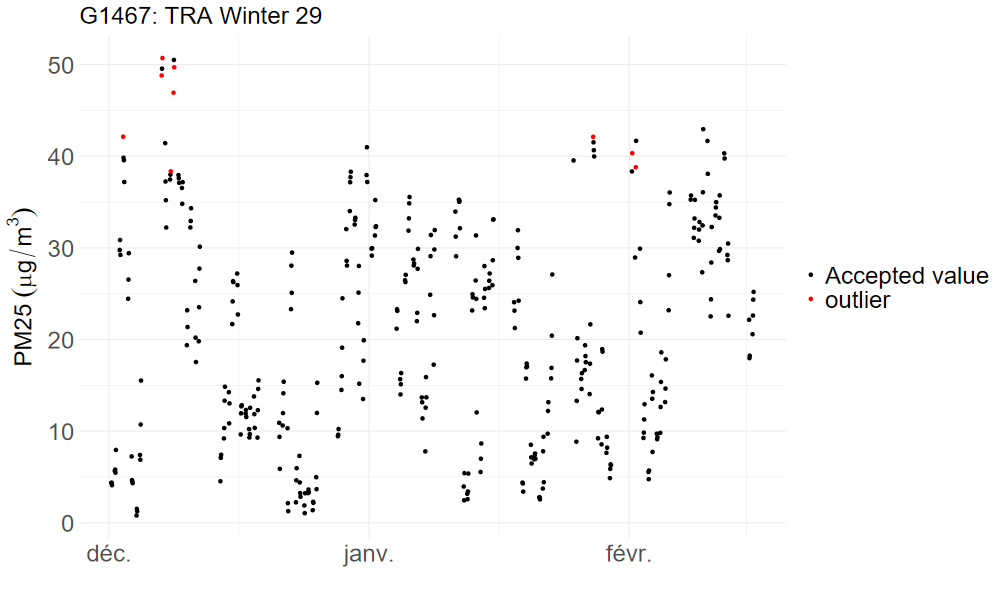 G1467: TRA Winter 29
PM25 (μg/m³)
50
40
30
20
10
0
déc.
janv.
févr.
Accepted value
outlier